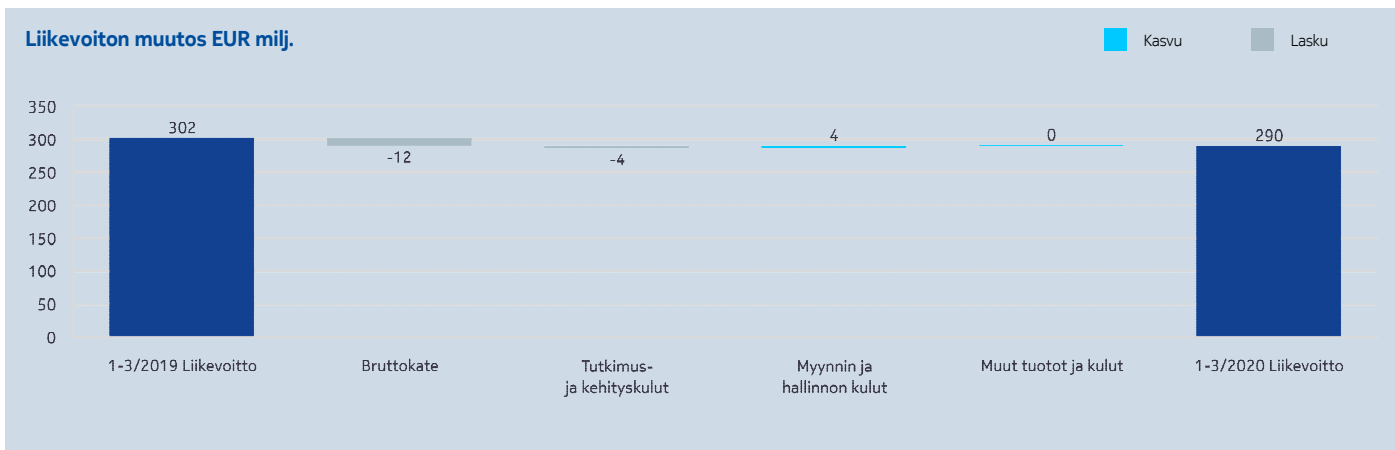 Liikevoiton muutos EUR milj.
Kasvu
Lasku
350
300
250
200
150
100
50
0
302
-12
-4
4
0
290
1-3/2019 Liikevoitto
Bruttokate
Tutkimus-
ja kehityskulut
Myynnin ja
hallinnon kulut
Muut tuotot ja kulut
1-3/2020 Liikevoitto